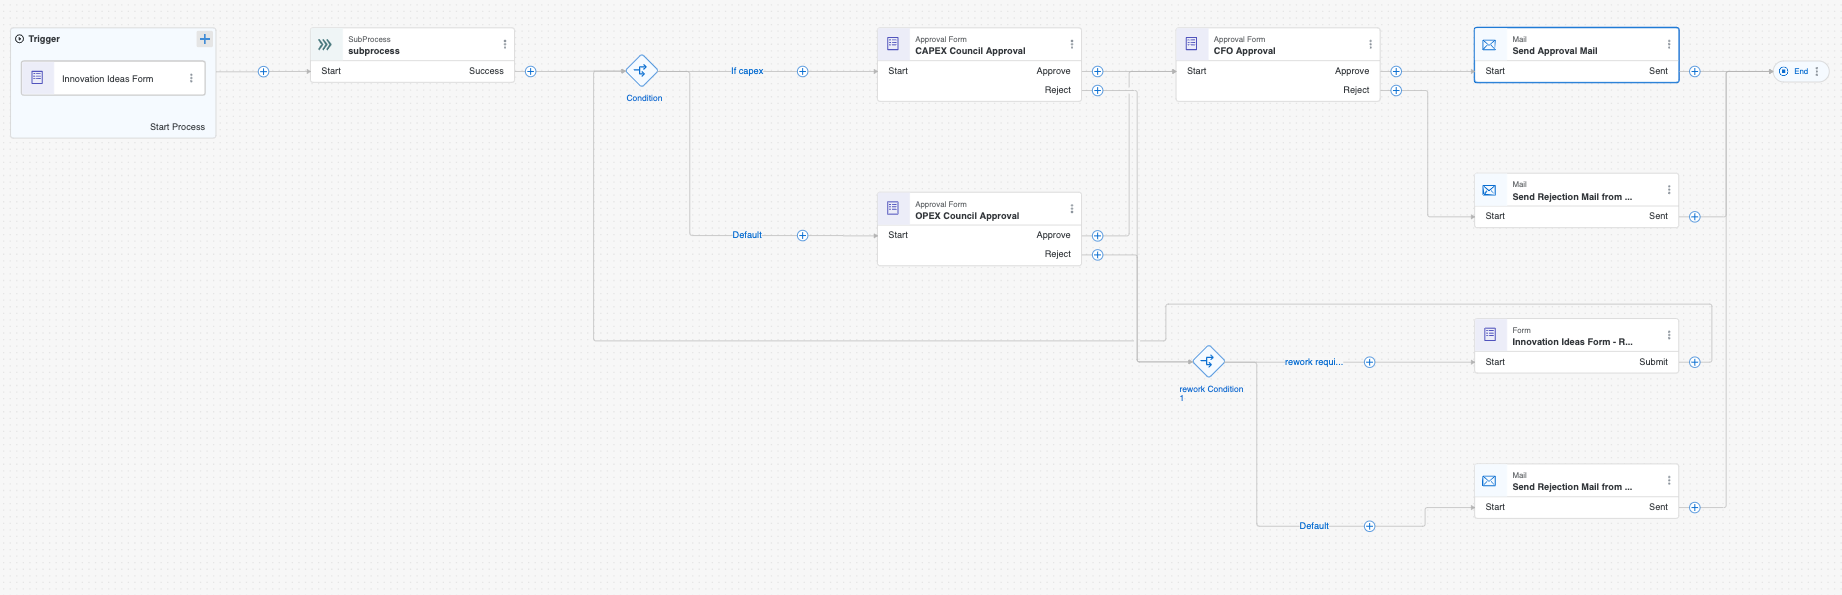 Trigger
Innovation Ideas Form
Start Process
SubProcess
subprocess
Start
Success
Condition
If capex
Default
Approval Form
CAPEX Council Approval
Start
Approve
Reject
Approval Form
OPEX Council Approval
Start
Approve
Reject
Approval Form
CFO Approval
Start
Approve
Reject
Mail
Send Approval Mail
Start
Sent
End
Mail
Send Rejection Mail from ...
Start
Sent
rework Condition
1
rework requi...
Form
Innovation Ideas Form - R...
Start
Submit
Default
Mail
Send Rejection Mail from ...
Start
Sent